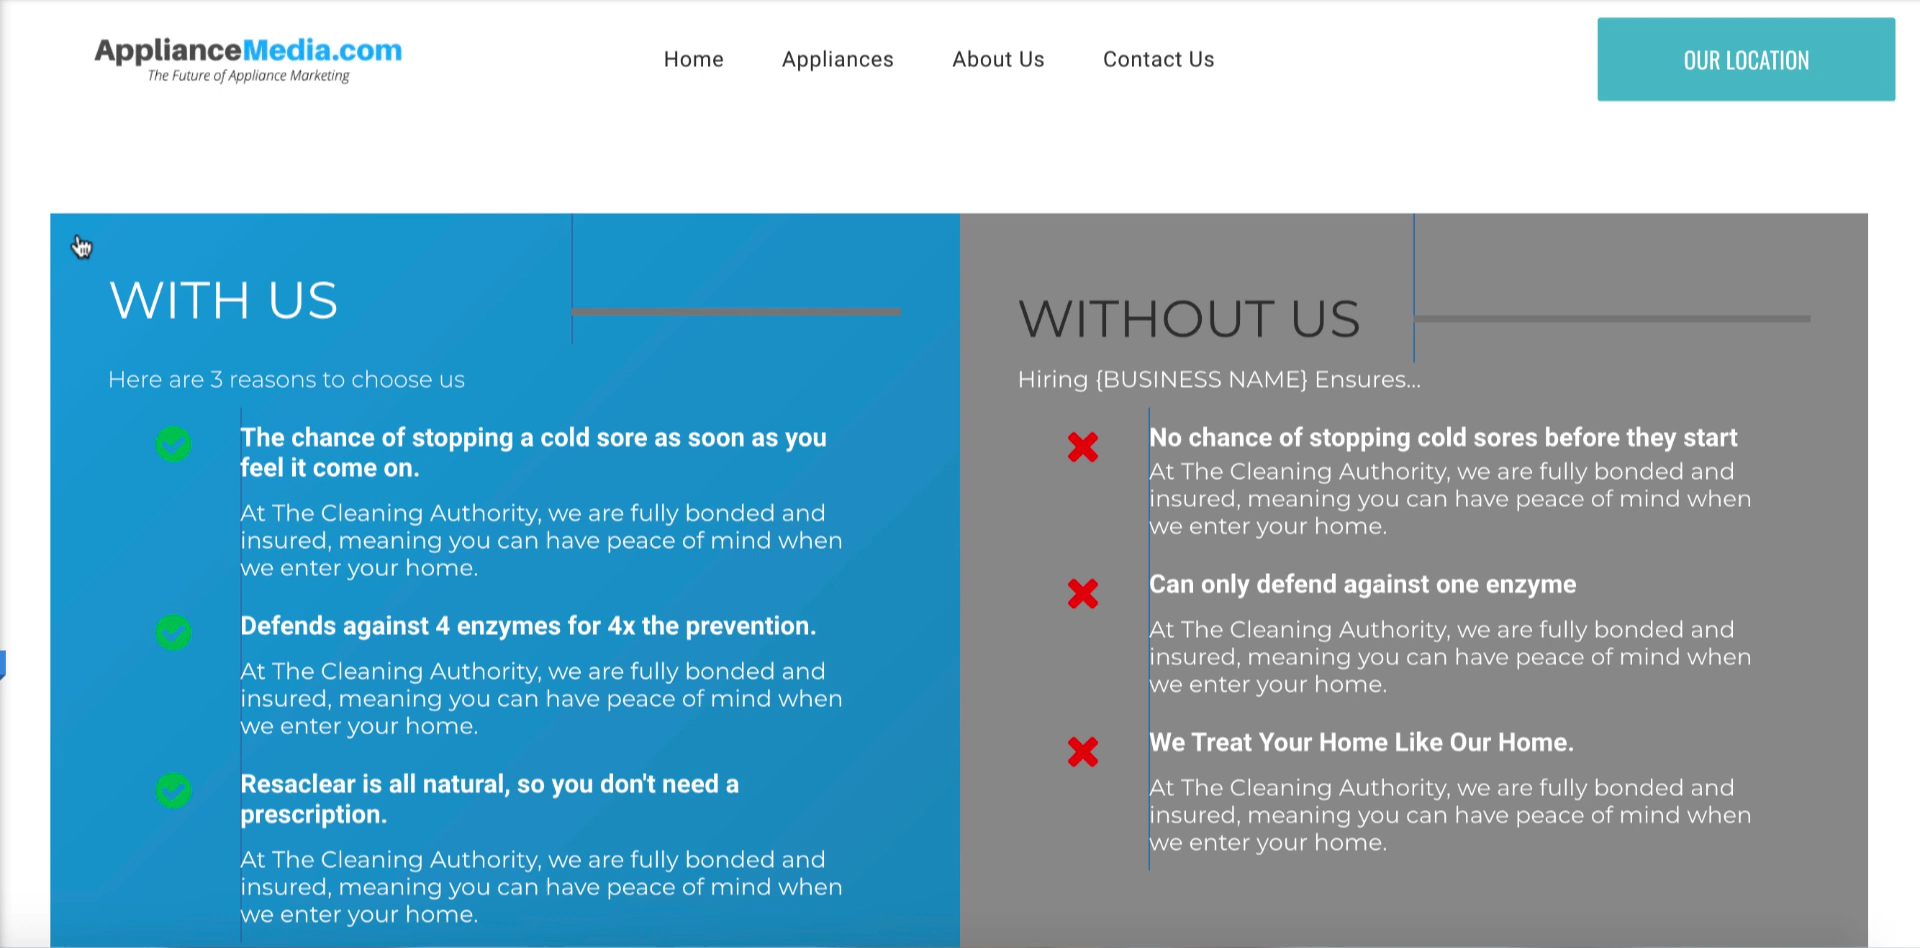 ApplianceMedia.com
The Future of Appliance Marketing
Home
Appliances
About Us
Contact Us
OUR LOCATION
WITH US
Here are 3 reasons to choose us
The chance of stopping a cold sore as soon as you
feel it come on.
At The Cleaning Authority, we are fully bonded and
insured, meaning you can have peace of mind when
we enter your home.
Defends against 4 enzymes for 4x the prevention.
At The Cleaning Authority, we are fully bonded and
insured, meaning you can have peace of mind when
we enter your home.
Resaclear is all natural, so you don't need a
prescription.
At The Cleaning Authority, we are fully bonded and
insured, meaning you can have peace of mind when
we enter your home.
WITHOUT US
Hiring {BUSINESS NAME} Ensures...
No chance of stopping cold sores before they start
At The Cleaning Authority, we are fully bonded and
insured, meaning you can have peace of mind when
we enter your home.
Can only defend against one enzyme
At The Cleaning Authority, we are fully bonded and
insured, meaning you can have peace of mind when
we enter your home.
We Treat Your Home Like Our Home.
At The Cleaning Authority, we are fully bonded and
insured, meaning you can have peace of mind when
we enter your home.